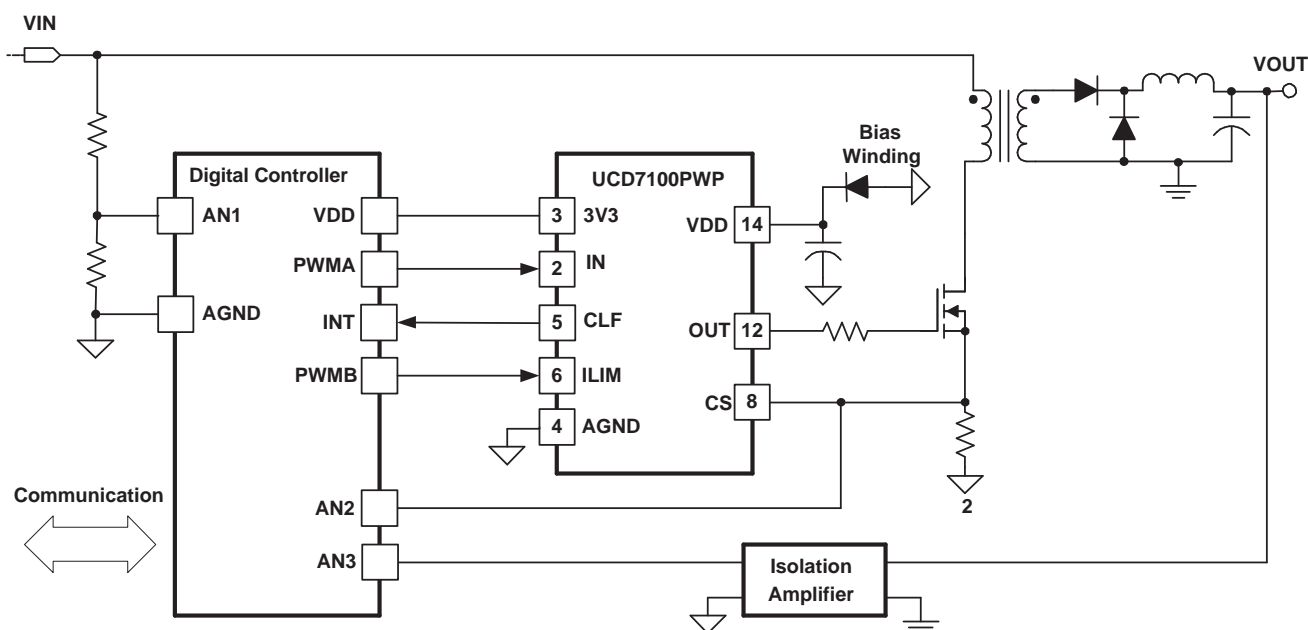 VIN
VOUT
Bias
Winding
Digital Controller
UCD7100PWP
AN1
VDD
3
3V3
VDD
14
PWMA
2
IN
AGND
INT
5
CLF
OUT
12
PWMB
6
ILIM
CS
8
4
AGND
Communication
AN2
2
AN3
Isolation
Amplifier